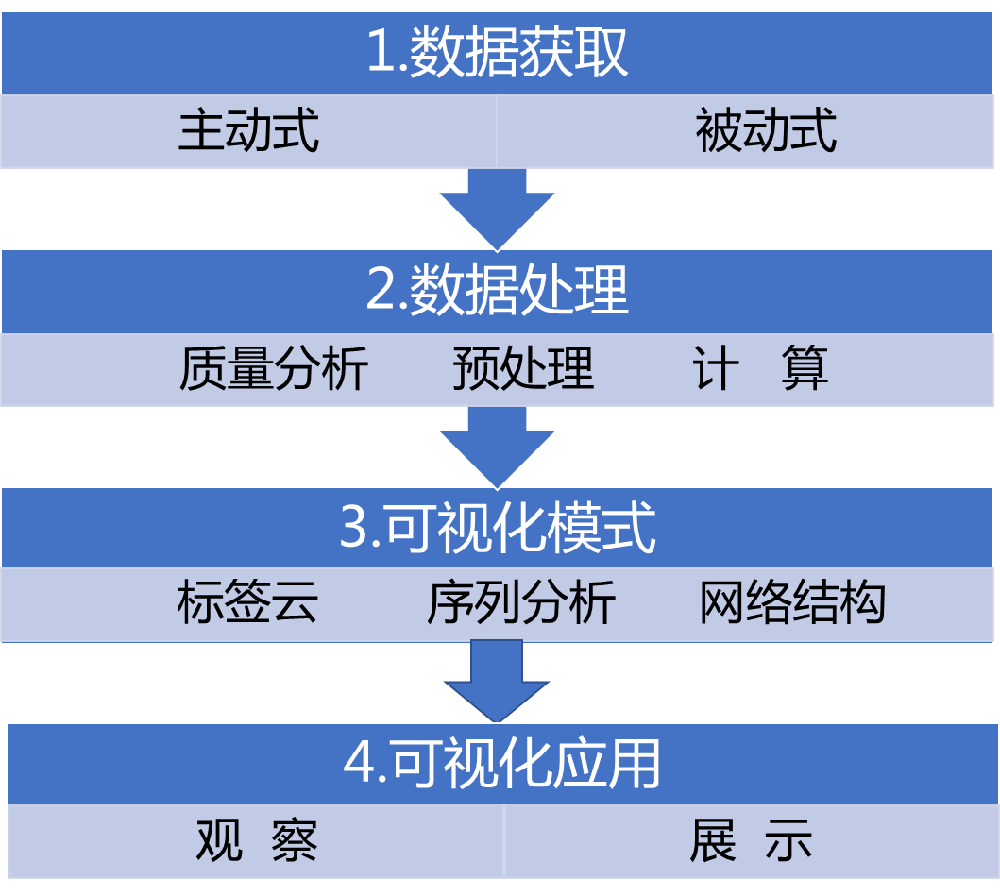 1.数据获取
主动式 被动式
2.数据处理
质量分析 预处理 计 算
3.可视化模式
标签云 序列分析 网络结构
4.可视化应用
观 察 展 示